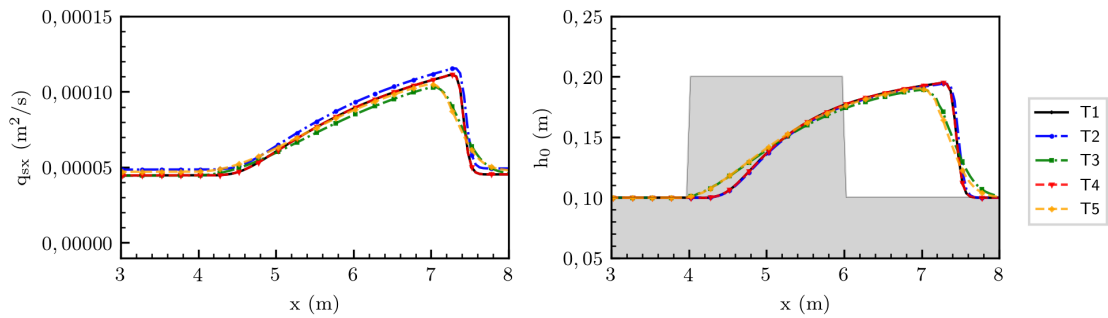 0,00015
0,00010
0,00005
0,00000
q_sx (m²/s)
3 4 5 6 7 8
x (m)
0,25
0,20
0,15
0,10
0,05
h₀ (m)
3 4 5 6 7 8
x (m)
T1
T2
T3
T4
T5